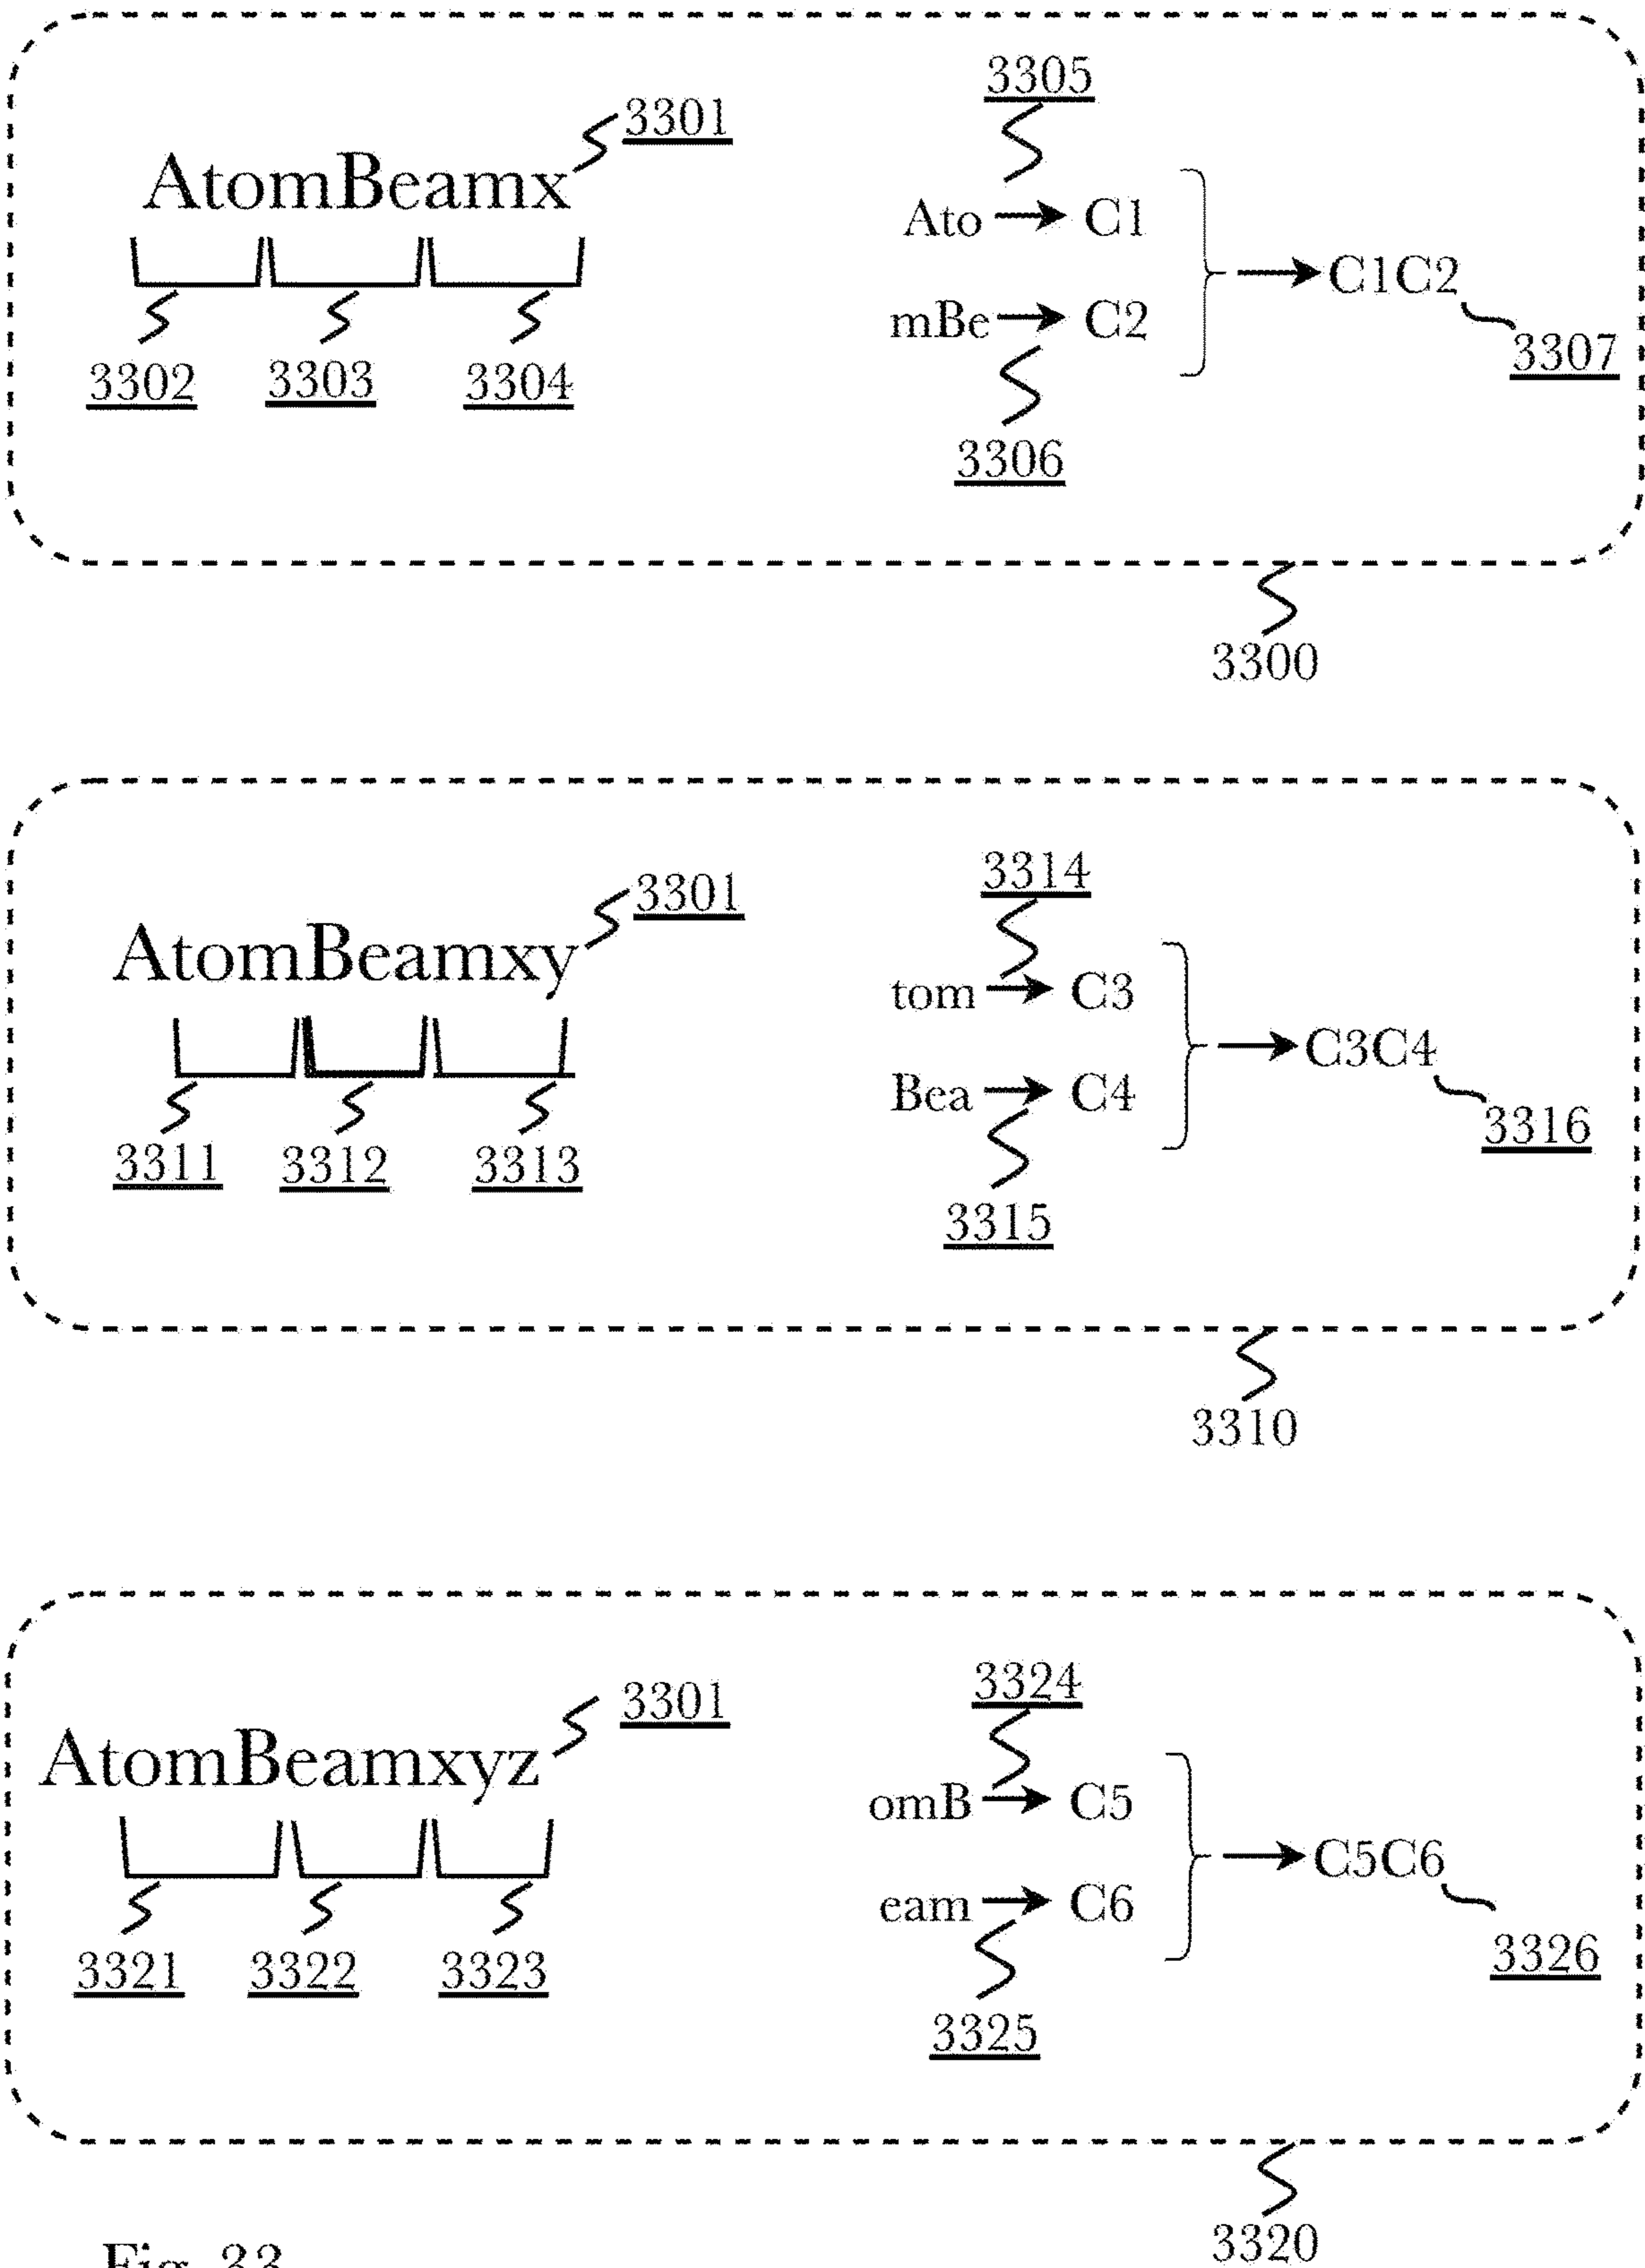 3305
3301
AtomBeamx
Ato C1
C1C2
mBe C2
3307
3302 3303 3304
3306
3300
3314
3301
AtomBeamxy
tom C3
C3C4
Bea C4
3316
3311 3312 3313
3315
3310
3324
3301
AtomBeamxyz
omB C5
C5C6
eam C6
3326
3321 3322 3323
3325
3320
Fig. 33